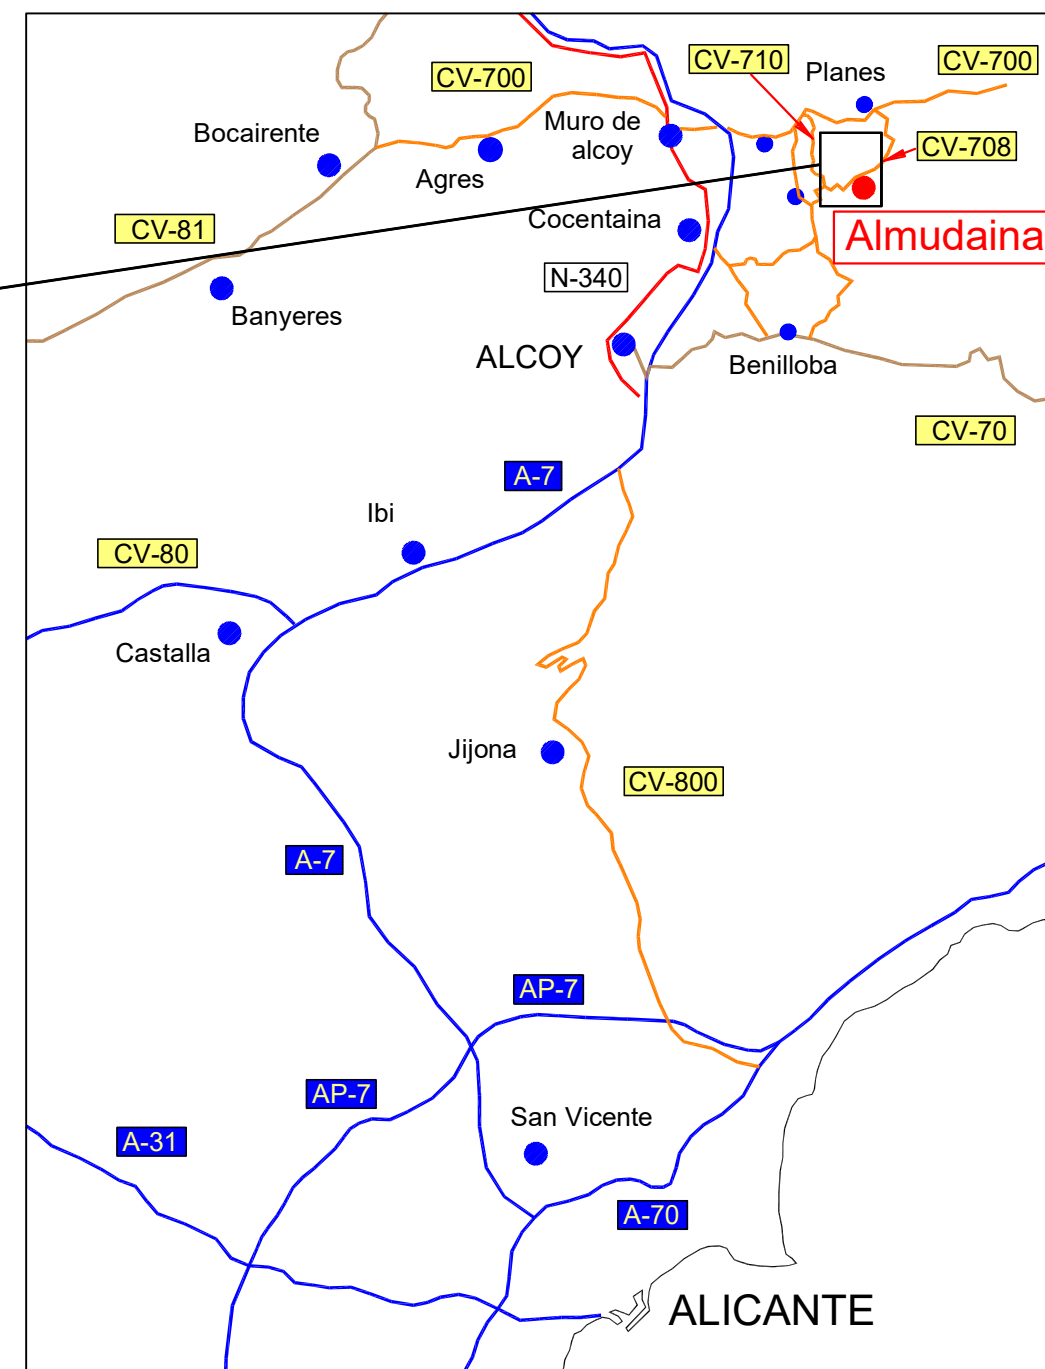 CV-710
CV-700
Planes
CV-700
Muro de
alcoy
Bocairente
CV-708
Agres
Cocentaina
CV-81
Almudaina
N-340
Banyeres
ALCOY
Benilloba
CV-70
A-7
Ibi
CV-80
Castalla
Jijona
CV-800
A-7
AP-7
AP-7
San Vicente
A-31
A-70
ALICANTE